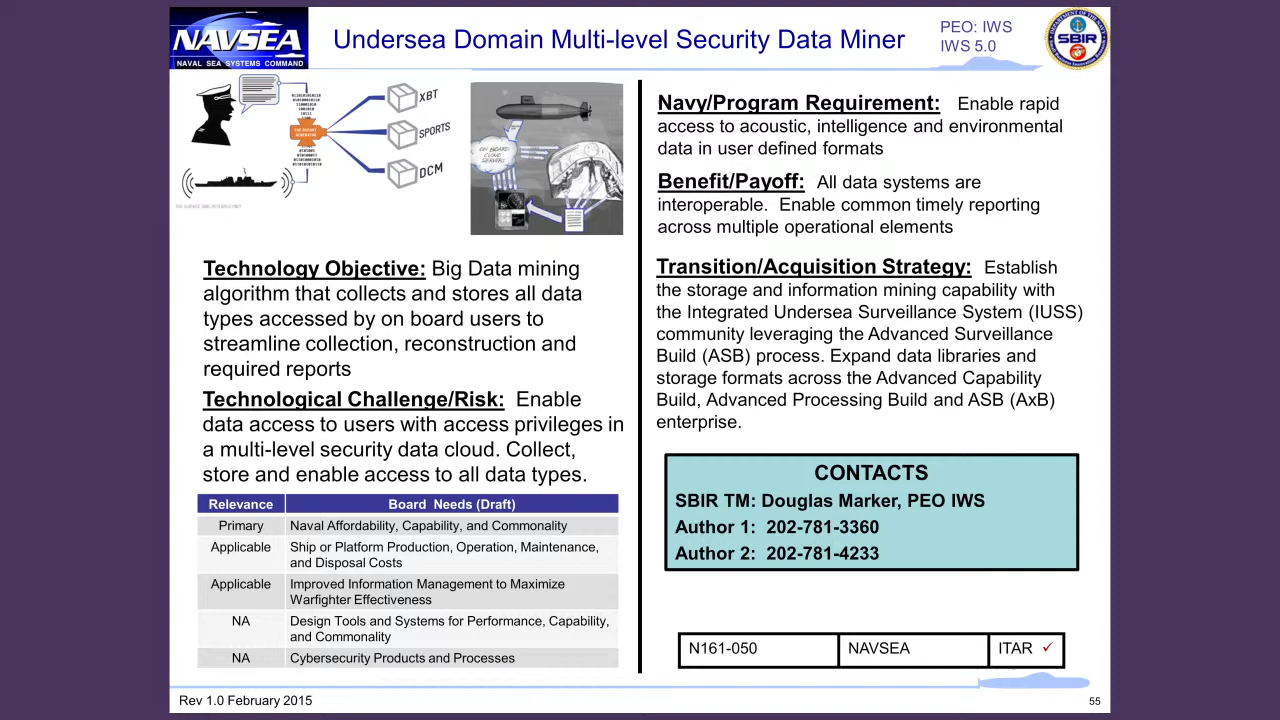 NAVSEA
NAVAL SEA SYSTEMS COMMAND
Undersea Domain Multi-level Security Data Miner
PEO: IWS
IWS 5.0
SBIR
XBT
SPORTS
DCM
ON BOARD
CLOUD
SERVERS
Technology Objective: Big Data mining
algorithm that collects and stores all data
types accessed by on board users to
streamline collection, reconstruction and
required reports
Technological Challenge/Risk: Enable
data access to users with access privileges in
a multi-level security data cloud. Collect,
store and enable access to all data types.
Relevance Board Needs (Draft)
Primary Naval Affordability, Capability, and Commonality
Applicable Ship or Platform Production, Operation, Maintenance,
and Disposal Costs
Applicable Improved Information Management to Maximize
Warfighter Effectiveness
NA Design Tools and Systems for Performance, Capability,
and Commonality
NA Cybersecurity Products and Processes
Navy/Program Requirement: Enable rapid
access to acoustic, intelligence and environmental
data in user defined formats
Benefit/Payoff: All data systems are
interoperable. Enable common timely reporting
across multiple operational elements
Transition/Acquisition Strategy: Establish
the storage and information mining capability with
the Integrated Undersea Surveillance System (IUSS)
community leveraging the Advanced Surveillance
Build (ASB) process. Expand data libraries and
storage formats across the Advanced Capability
Build, Advanced Processing Build and ASB (AxB)
enterprise.
CONTACTS
SBIR TM: Douglas Marker, PEO IWS
Author 1: 202-781-3360
Author 2: 202-781-4233
N161-050 NAVSEA ITAR ✓
Rev 1.0 February 2015
55